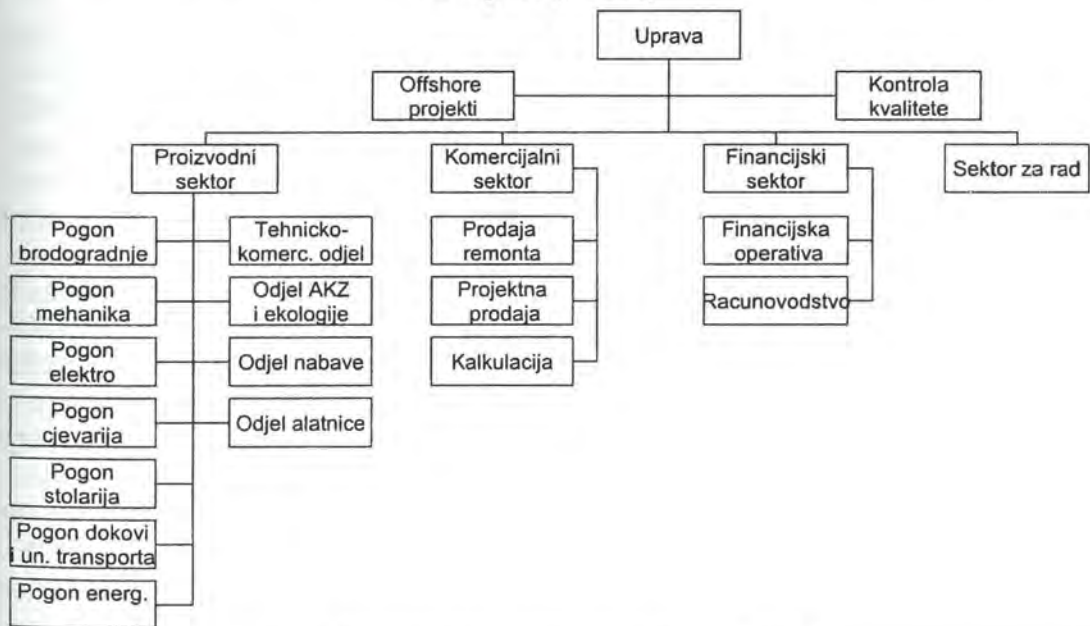 Uprava
Offshore
projekti
Kontrola
kvalitete
Proizvodni
sektor
Komercijalni
sektor
Financijski
sektor
Sektor za rad
Pogon
brodogradnje
Tehnicko-
komerc. odjel
Pogon
mehanika
Odjel AKZ
i ekologije
Pogon
elektro
Odjel nabave
Pogon
cjevarija
Odjel alatnice
Pogon
stolarija
Pogon dokovi
i un. transporta
Pogon energ.
Prodaja
remonta
Projektna
prodaja
Kalkulacija
Financijska
operativa
Racunovodstvo